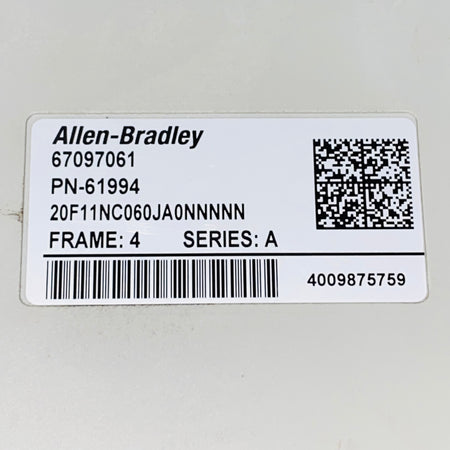 Allen-Bradley
67097061
PN-61994
20F11NC060JA0NNNNN
FRAME: 4 SERIES: A
4009875759